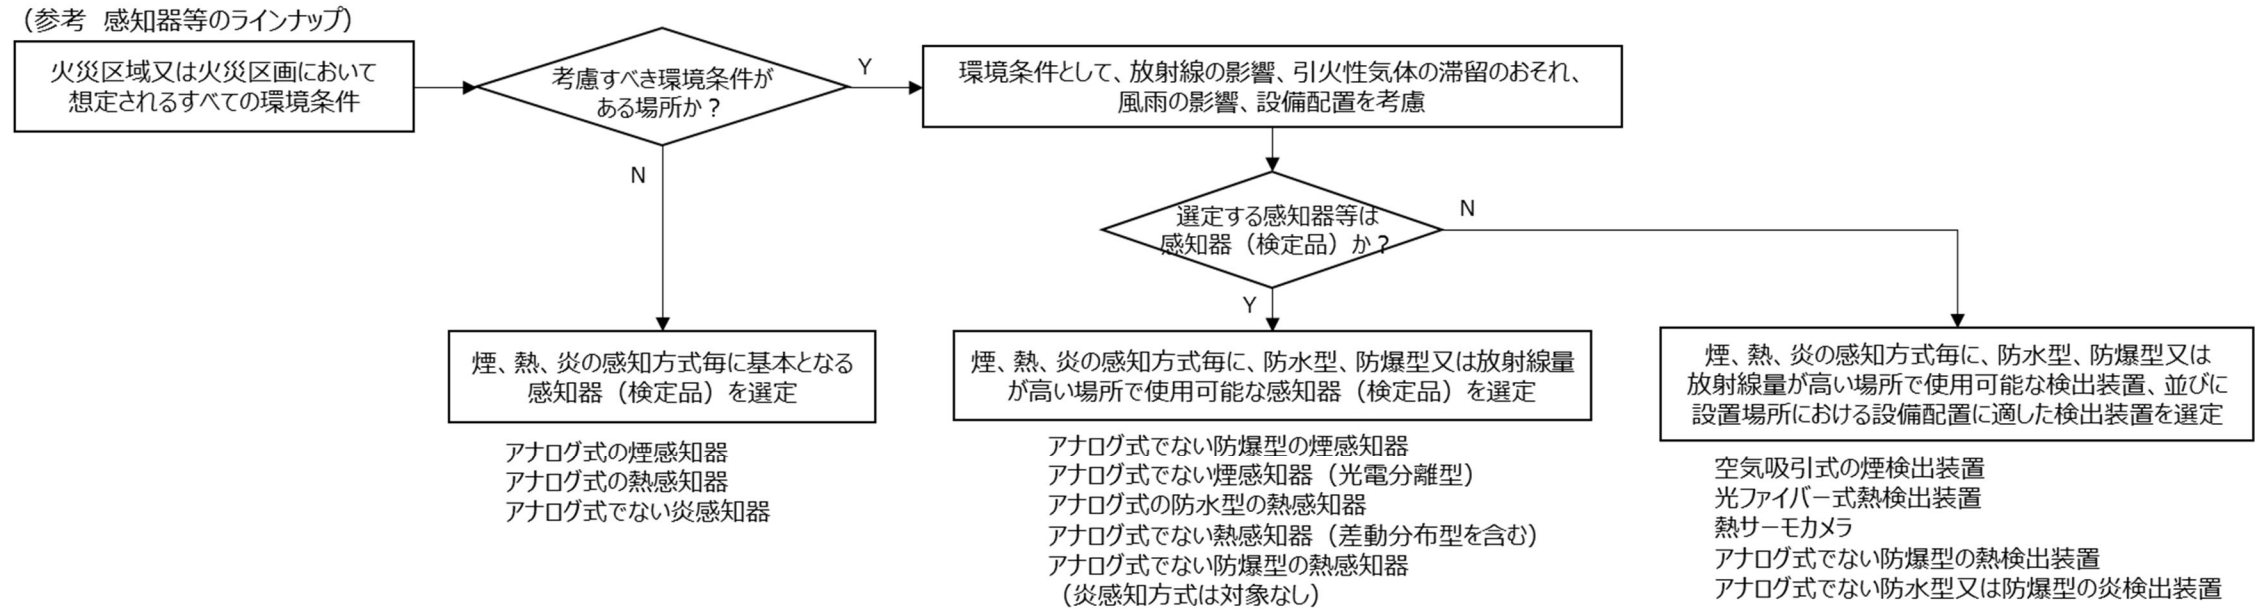 （参考　感知器等のラインナップ）
火災区域又は火災区画において
想定されるすべての環境条件
考慮すべき環境条件が
ある場所か？
Y
環境条件として、放射線の影響、引火性気体の滞留のおそれ、
風雨の影響、設備配置を考慮
N
選定する感知器等は
感知器（検定品）か？
N
Y
煙、熱、炎の感知方式毎に基本となる
感知器（検定品）を選定
アナログ式の煙感知器
アナログ式の熱感知器
アナログ式でない炎感知器
煙、熱、炎の感知方式毎に、防水型、防爆型又は放射線量
が高い場所で使用可能な感知器（検定品）を選定
アナログ式でない防爆型の煙感知器
アナログ式でない煙感知器（光電分離型）
アナログ式の防水型の熱感知器
アナログ式でない熱感知器（差動分布型を含む）
アナログ式でない防爆型の熱感知器
（炎感知方式は対象なし）
煙、熱、炎の感知方式毎に、防水型、防爆型又は
放射線量が高い場所で使用可能な検出装置、並びに
設置場所における設備配置に適した検出装置を選定
空気吸引式の煙検出装置
光ファイバー式熱検出装置
熱サーモカメラ
アナログ式でない防爆型の熱検出装置
アナログ式でない防水型又は防爆型の炎検出装置